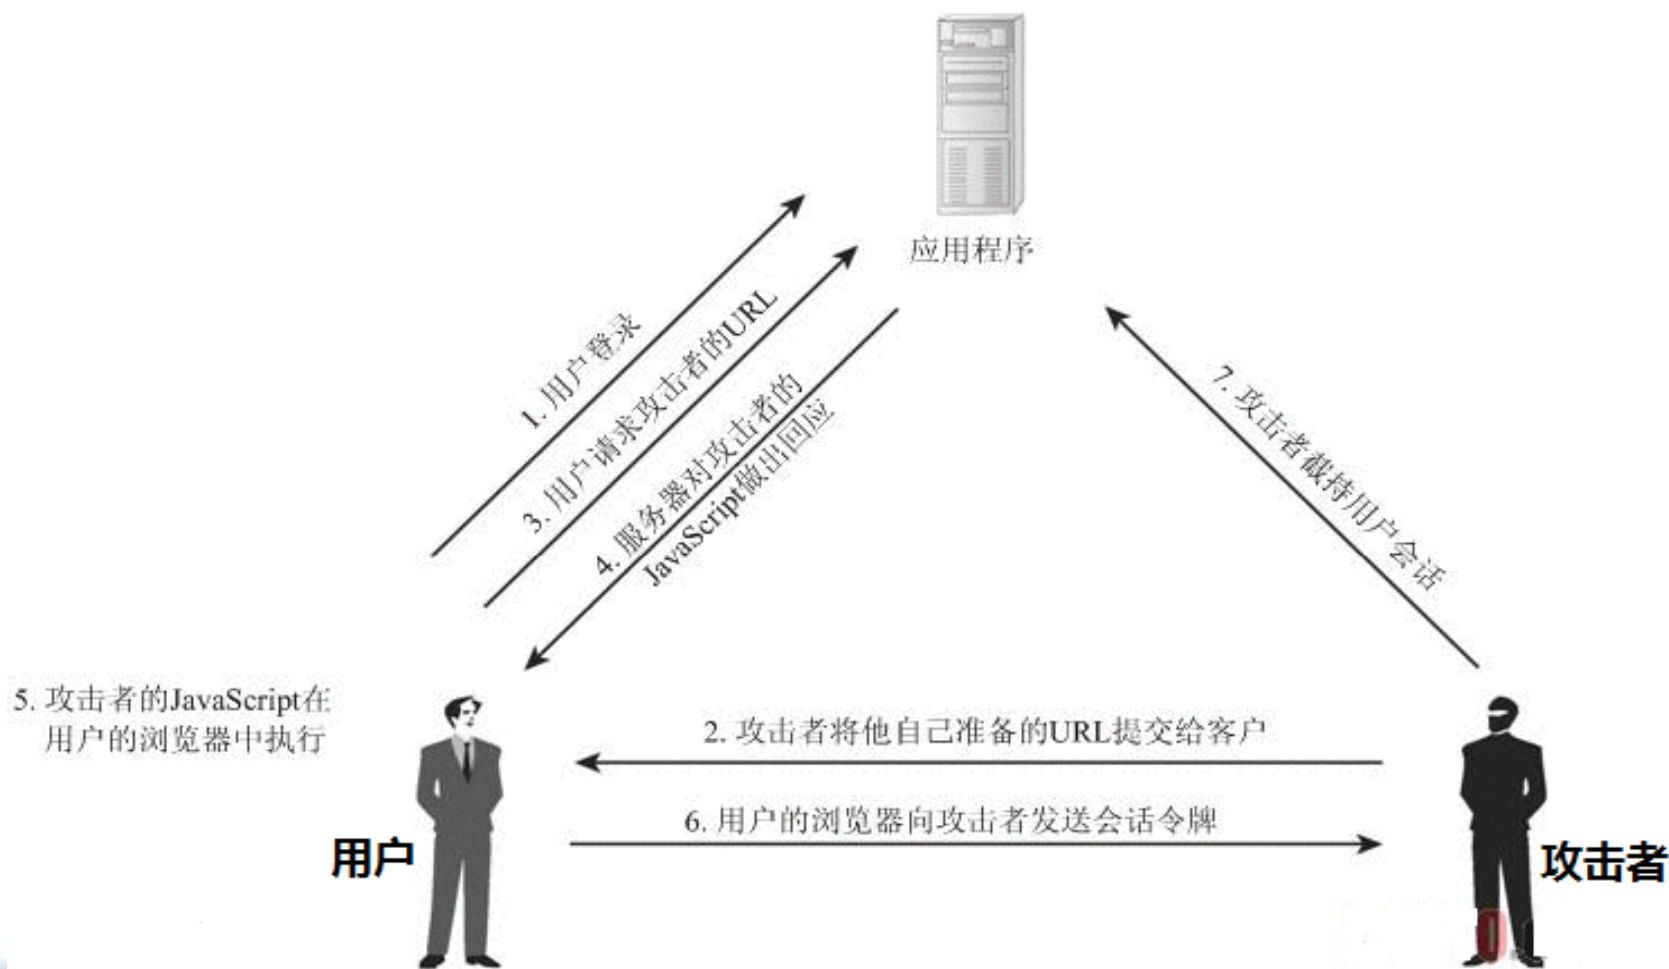 应用程序
1. 用户登录
3. 用户请求攻击者的URL
4. 服务器对攻击者的
JavaScript做出回应
7. 攻击者截持用户会话
5. 攻击者的JavaScript在
用户的浏览器中执行
2. 攻击者将他自己准备的URL提交给客户
6. 用户的浏览器向攻击者发送会话令牌
用户
攻击者